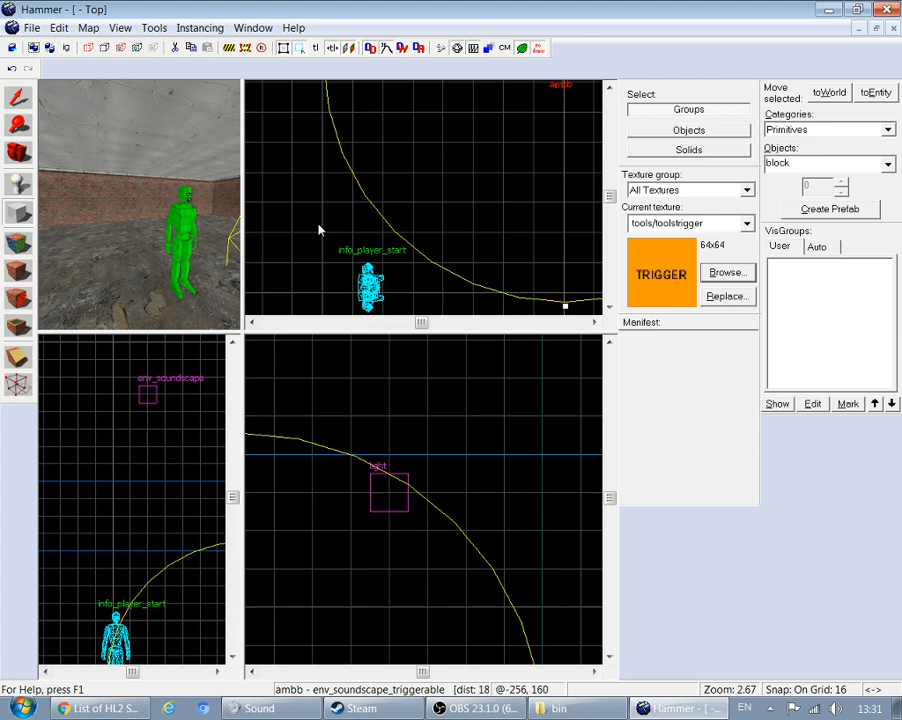 Hammer - [ - Top]
File Edit Map View Tools Instancing Window Help
ambb
info_player_start
env_soundscape
info_player_start
light
Select:
Groups
Objects
Solids
Texture group:
All Textures
Current texture:
tools/toolstrigger
TRIGGER
64x64
Browse...
Replace...
Manifest:
Move
selected:
toWorld
toEntity
Categories:
Primitives
Objects:
block
0
Create Prefab
VisGroups:
User
Auto
Show
Edit
Mark
For Help, press F1
ambb - env_soundscape_triggerable
[dist: 18
@-256, 160
Zoom: 2.67
Snap: On Grid: 16
<->
List of HL2 S...
Sound
Steam
OBS 23.1.0 (6...
bin
Hammer - [ -...
EN
13:31